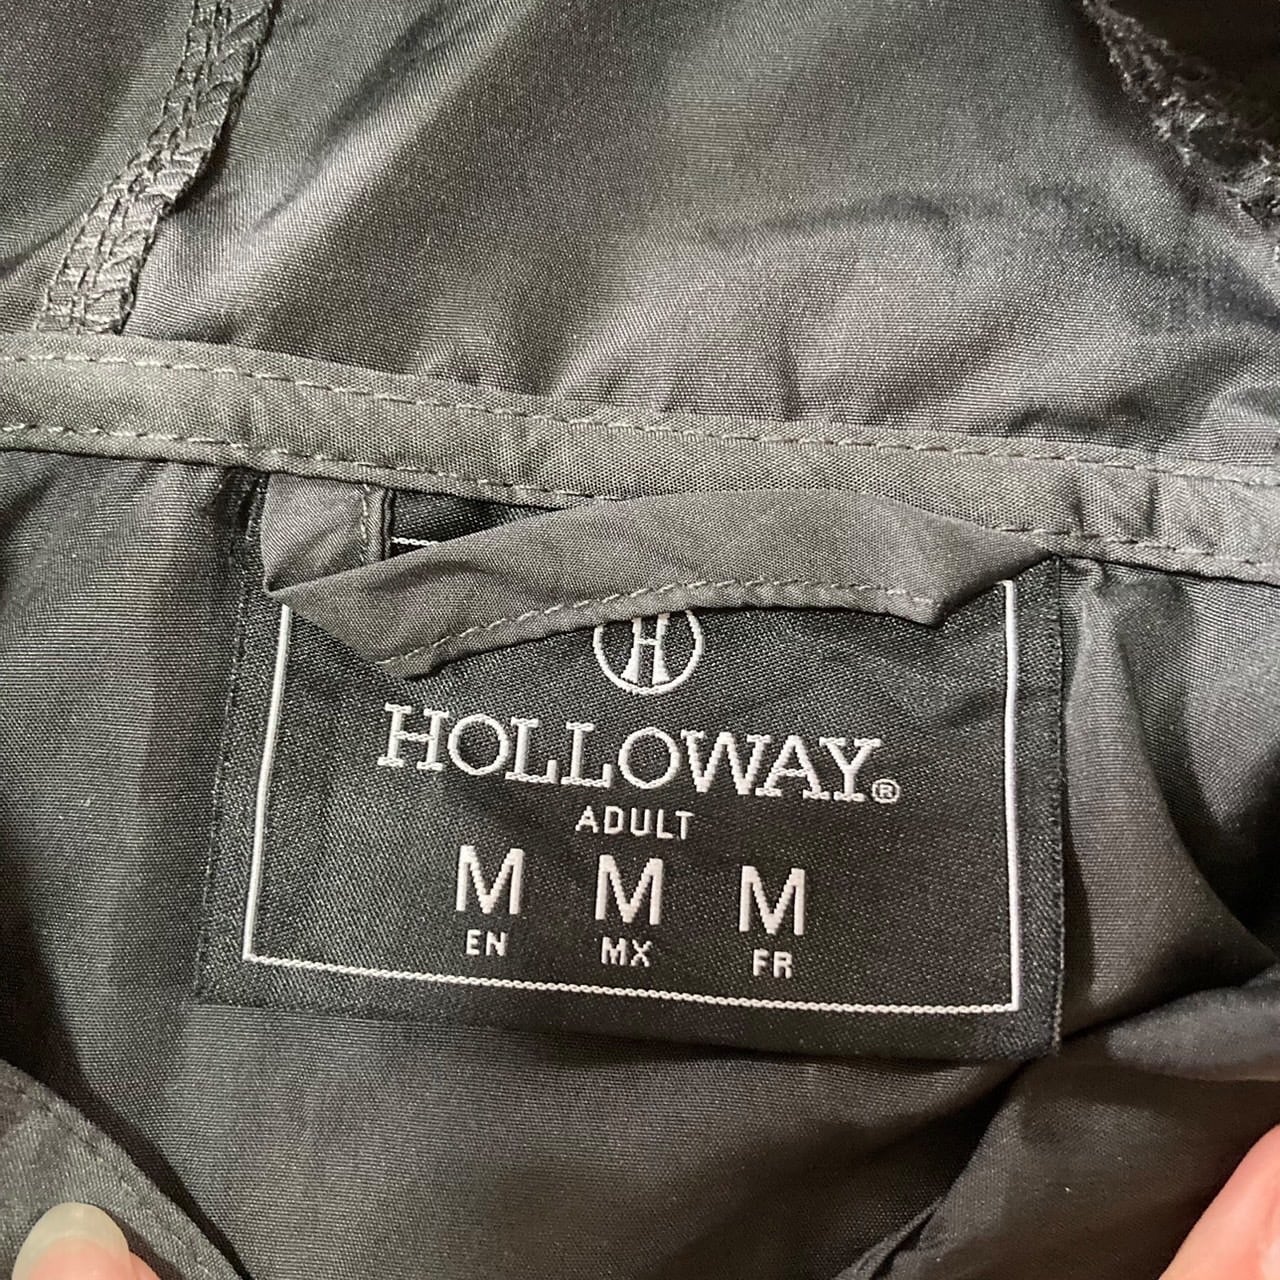 H
HOLLOWAY®
ADULT
M M M
EN MX FR